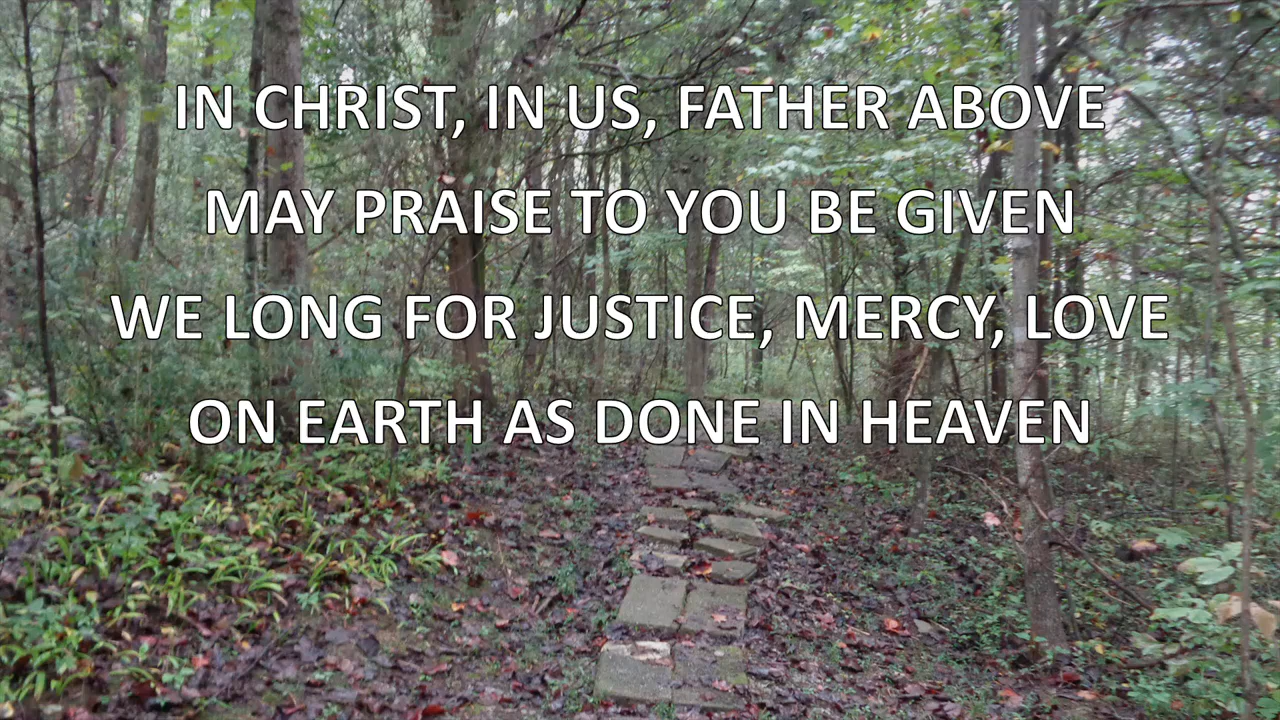 IN CHRIST, IN US, FATHER ABOVE
MAY PRAISE TO YOU BE GIVEN
WE LONG FOR JUSTICE, MERCY, LOVE
ON EARTH AS DONE IN HEAVEN